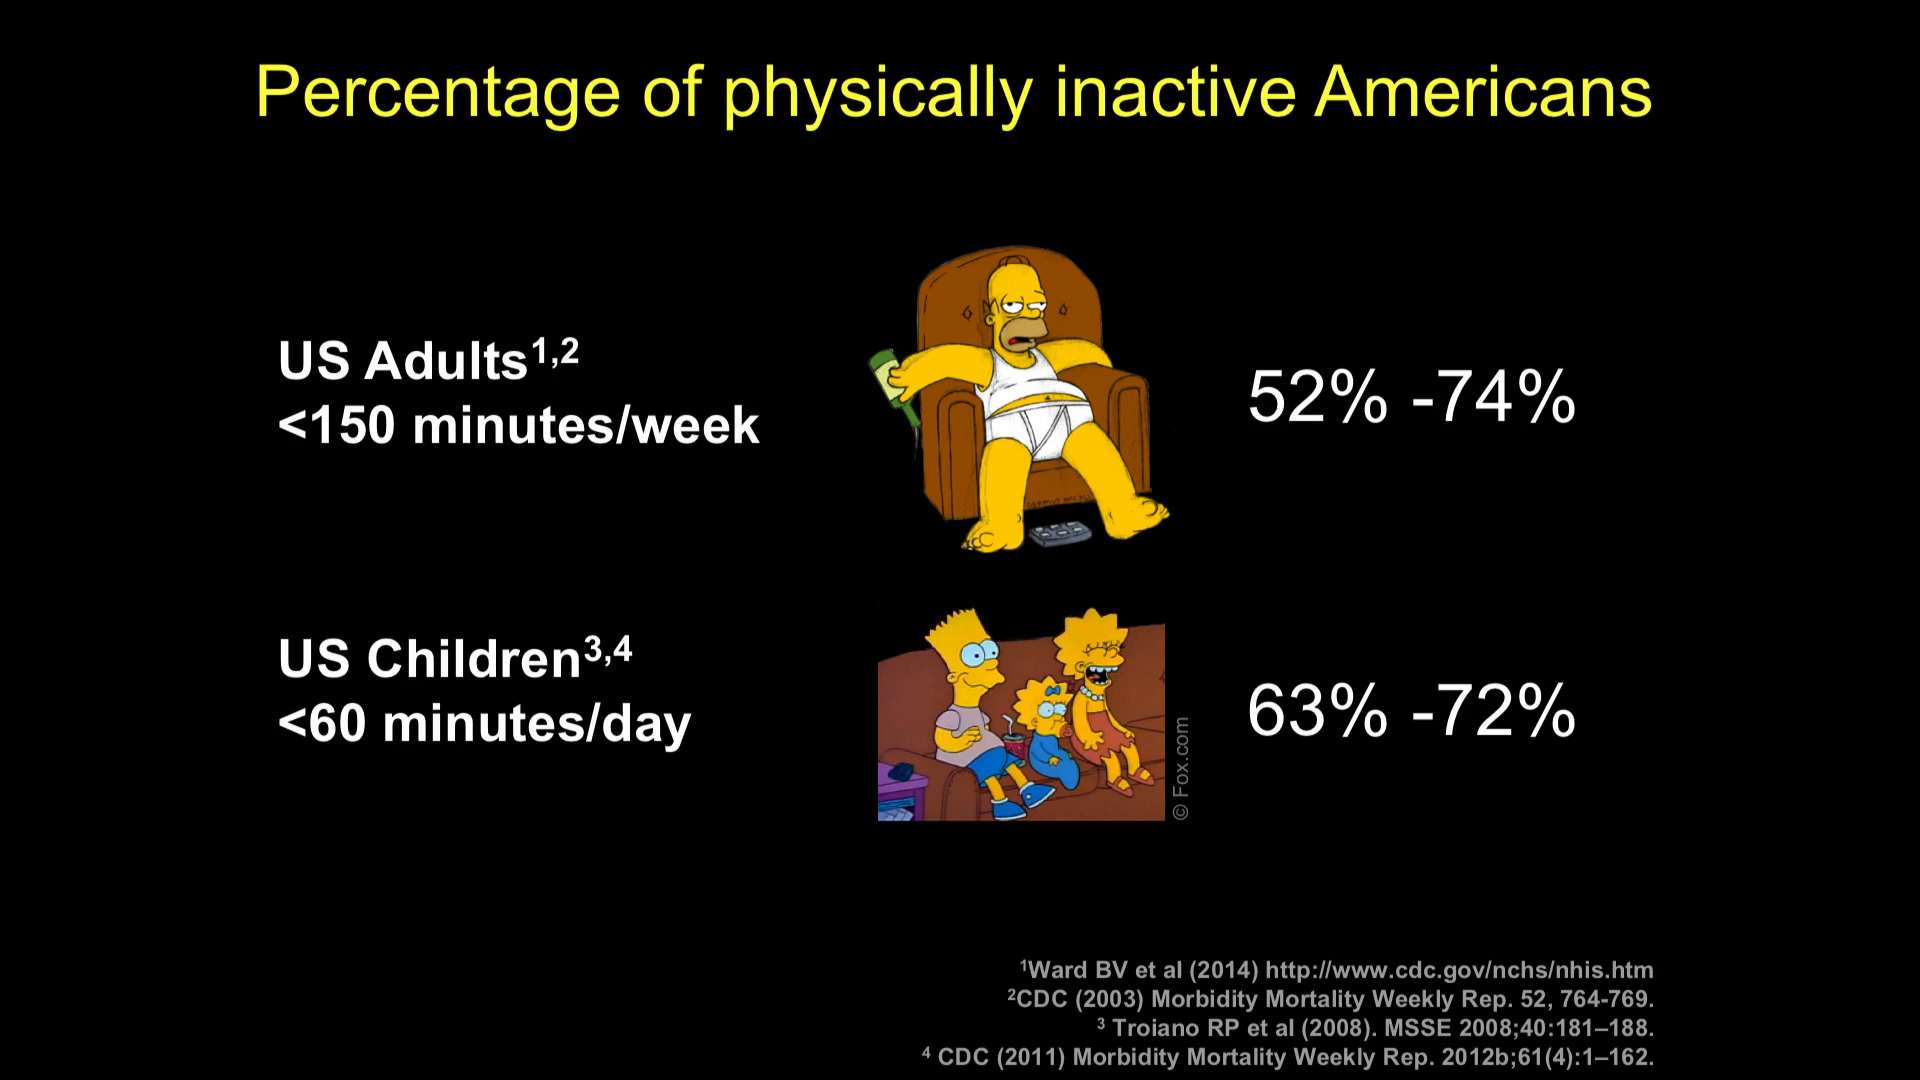 Percentage of physically inactive Americans
US Adults1,2
<150 minutes/week
52% -74%
US Children3,4
<60 minutes/day
63% -72%
© Fox.com
1Ward BV et al (2014) http://www.cdc.gov/nchs/nhis.htm
2CDC (2003) Morbidity Mortality Weekly Rep. 52, 764-769.
3 Troiano RP et al (2008). MSSE 2008;40:181–188.
4 CDC (2011) Morbidity Mortality Weekly Rep. 2012b;61(4):1–162.